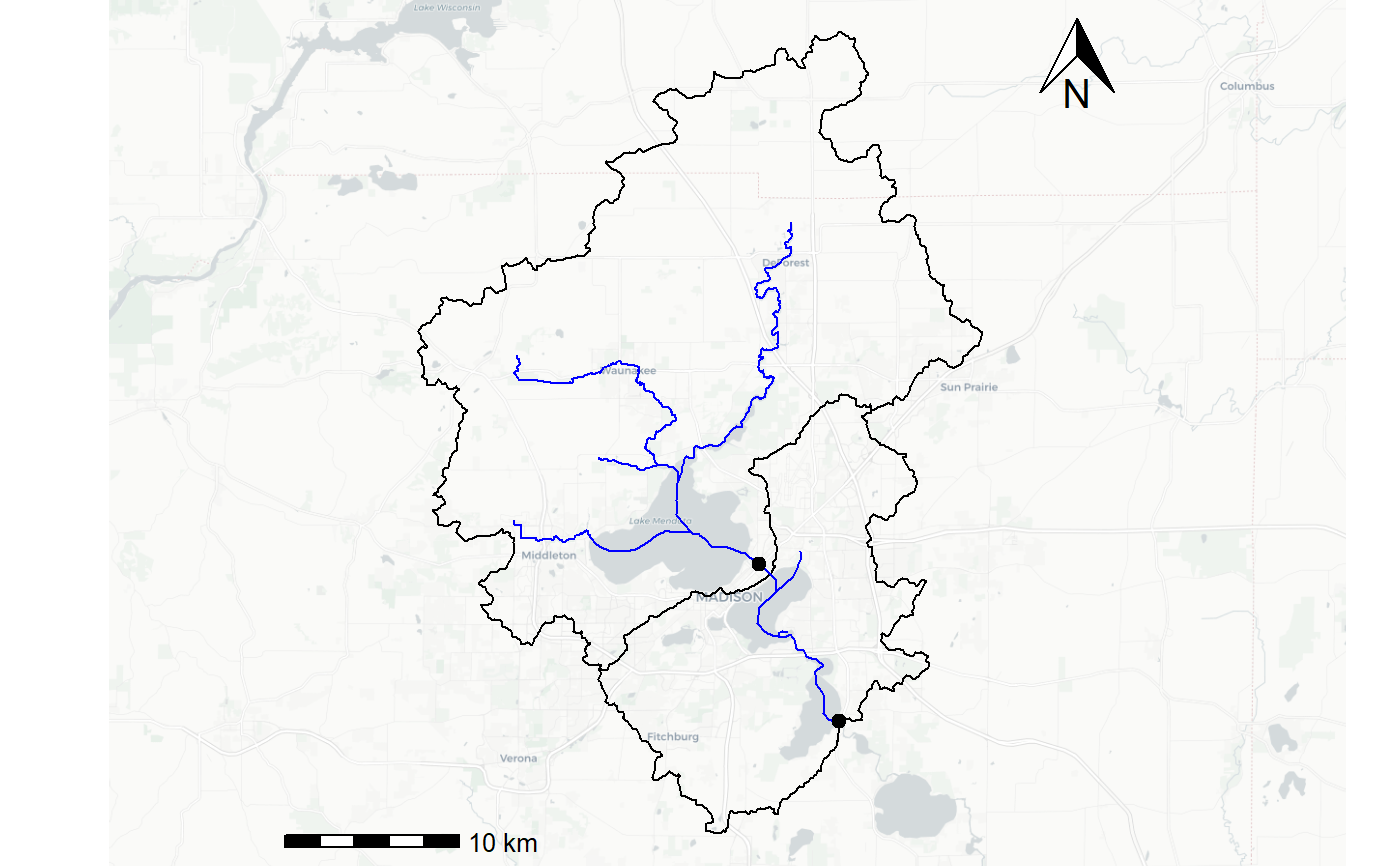 Lake Wisconsin
N
Columbus
DeForest
Waunakee
Sun Prairie
Lake Mendota
Middleton
MADISON
Fitchburg
Verona
10 km